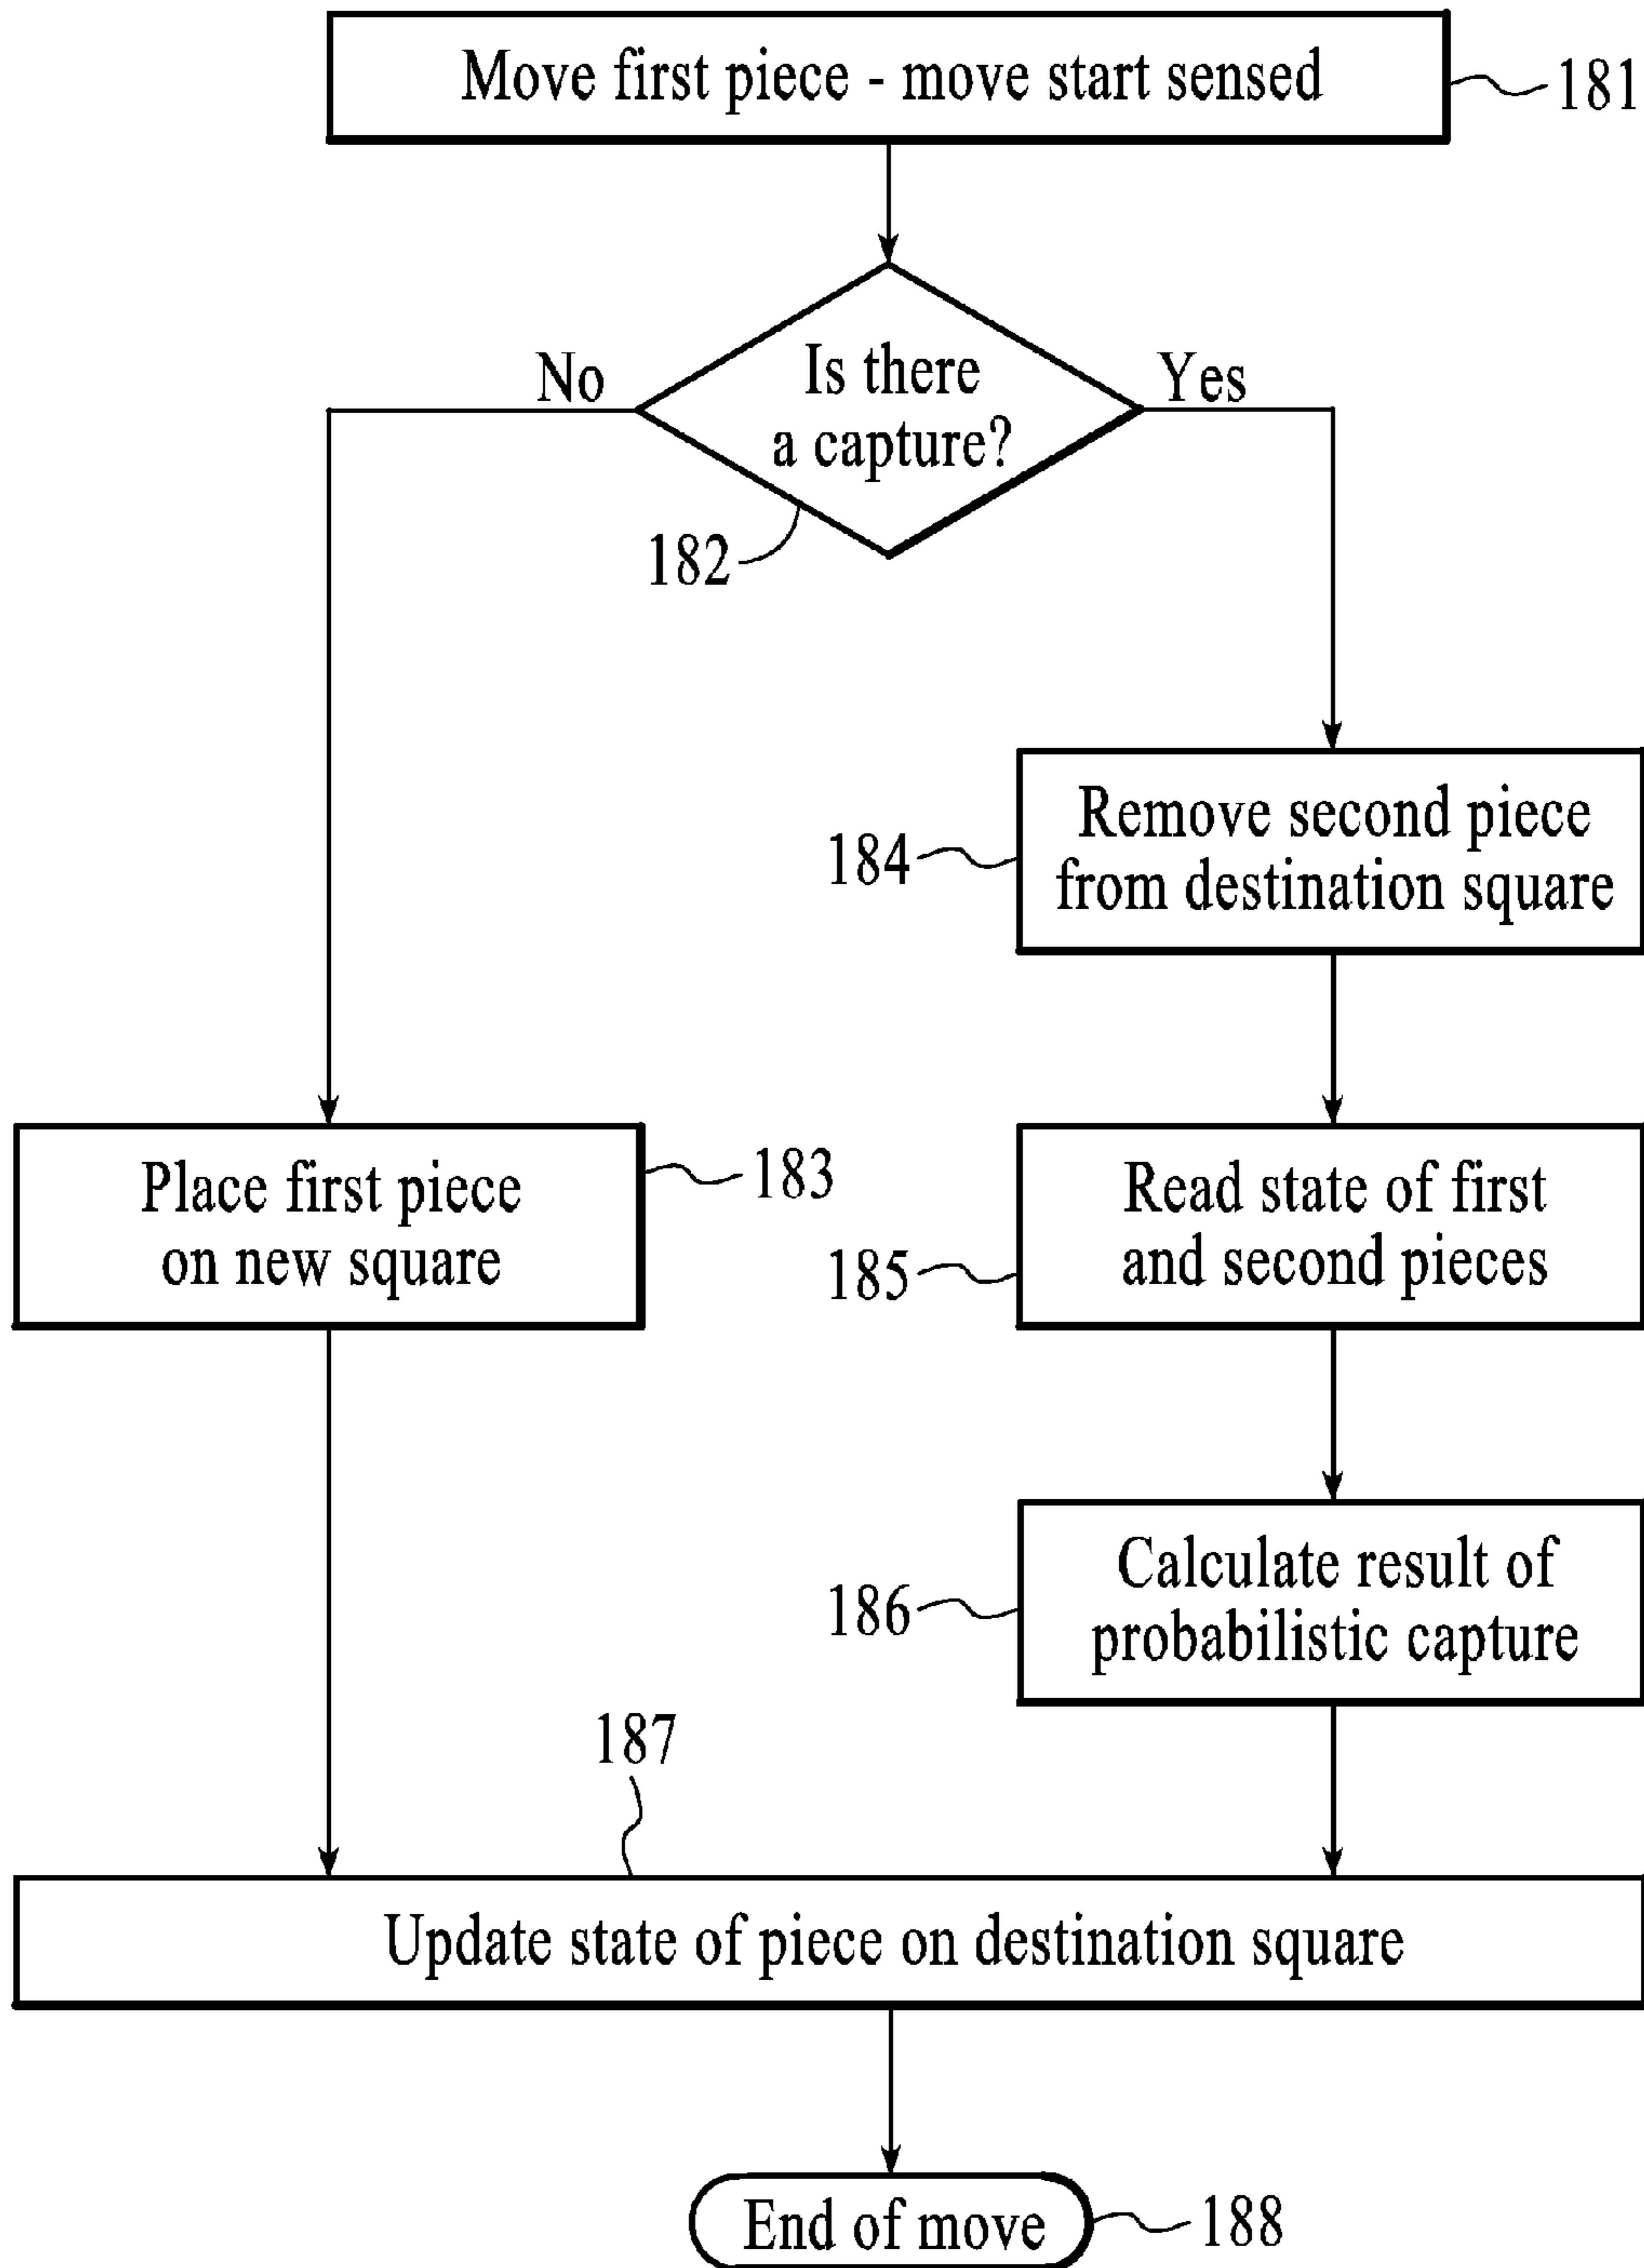 Move first piece - move start sensed
181
No
Is there
a capture?
Yes
182
Remove second piece
from destination square
184
Place first piece
on new square
183
Read state of first
and second pieces
185
Calculate result of
probabilistic capture
186
187
Update state of piece on destination square
End of move
188